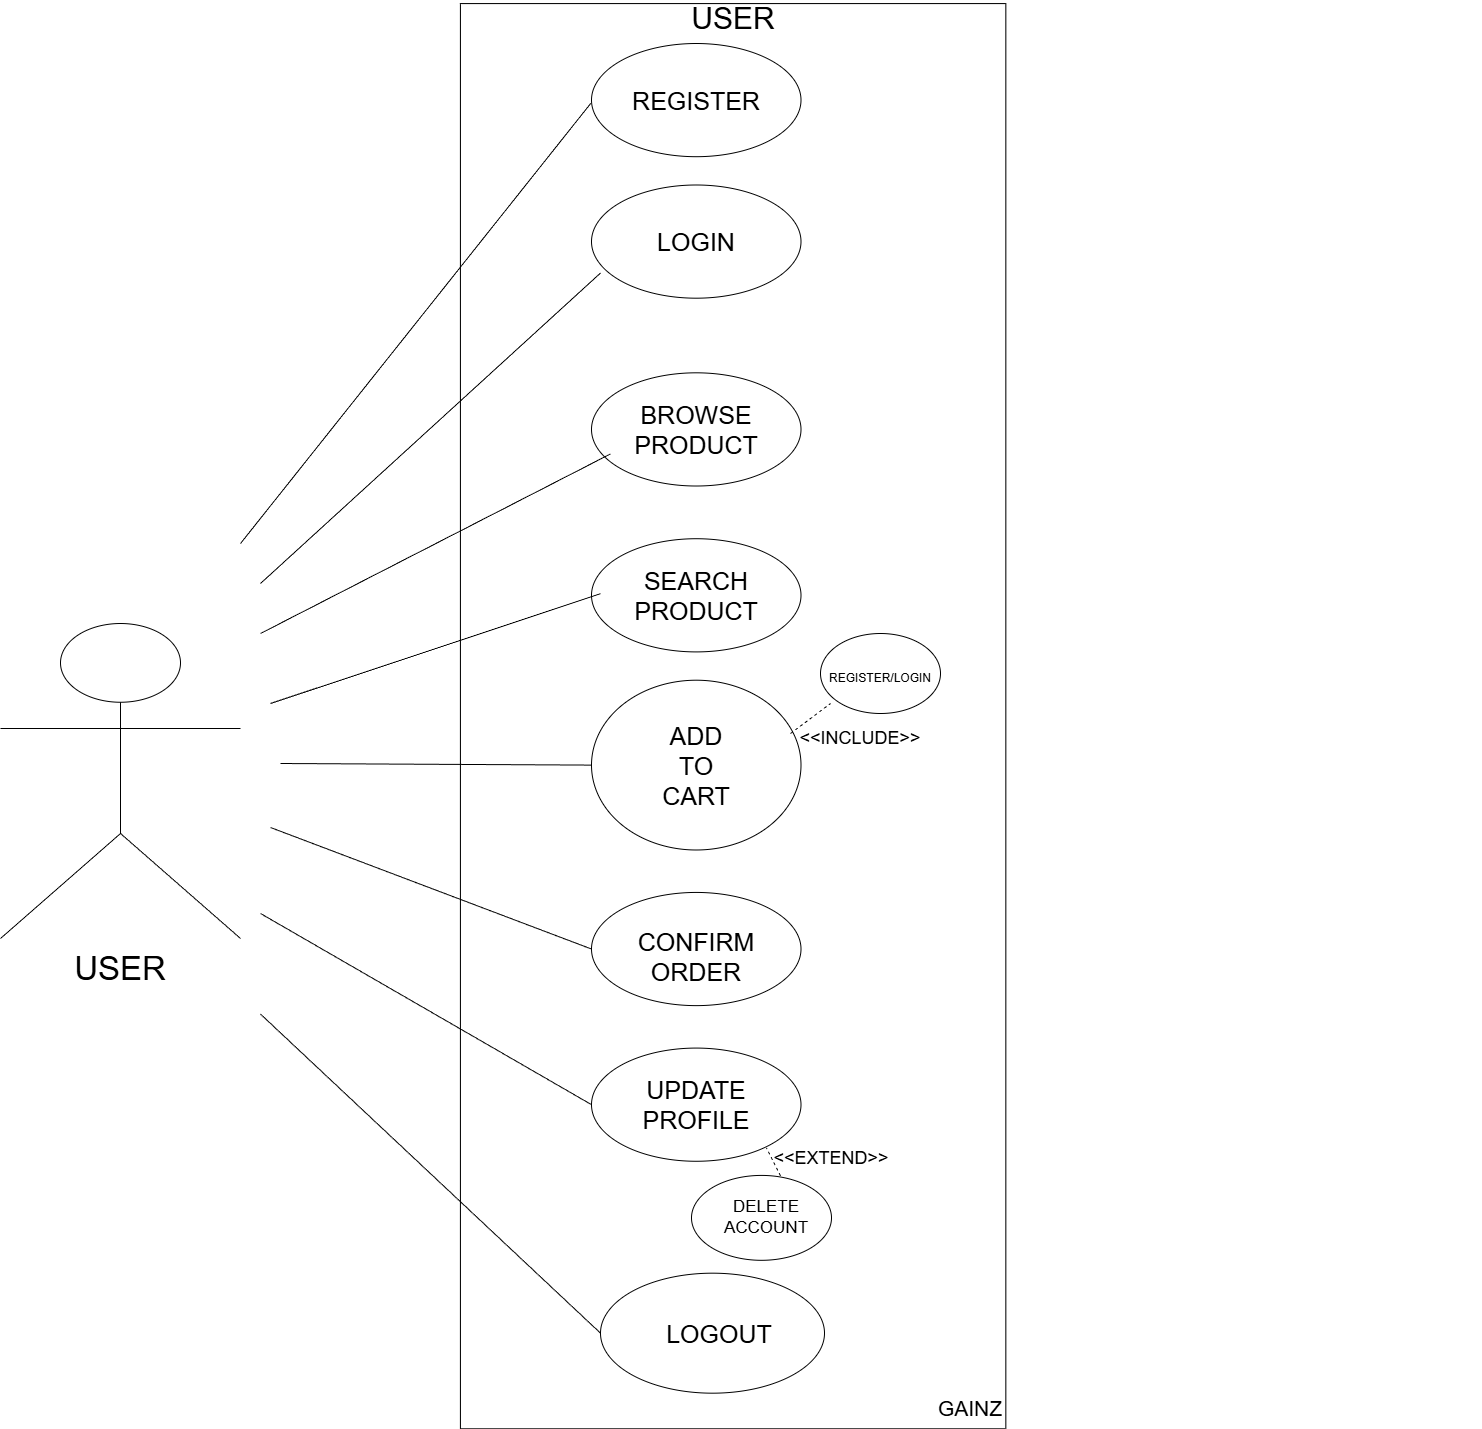 USER
REGISTER
LOGIN
BROWSE
PRODUCT
SEARCH
PRODUCT
REGISTER/LOGIN
<<INCLUDE>>
ADD
TO
CART
CONFIRM
ORDER
USER
UPDATE
PROFILE
<<EXTEND>>
DELETE
ACCOUNT
LOGOUT
GAINZ